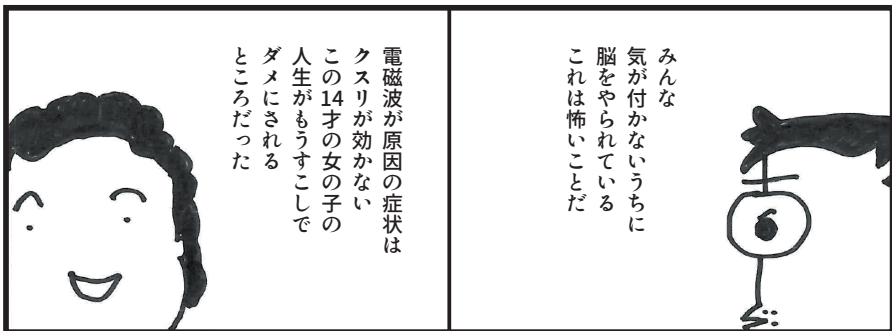 みんな
気が付かないうちに
脳をやられている
これは怖いことだ
電磁波が原因の症状は
クスリが効かない
この14才の女の子の
人生がもうすこしで
ダメにされる
ところだった